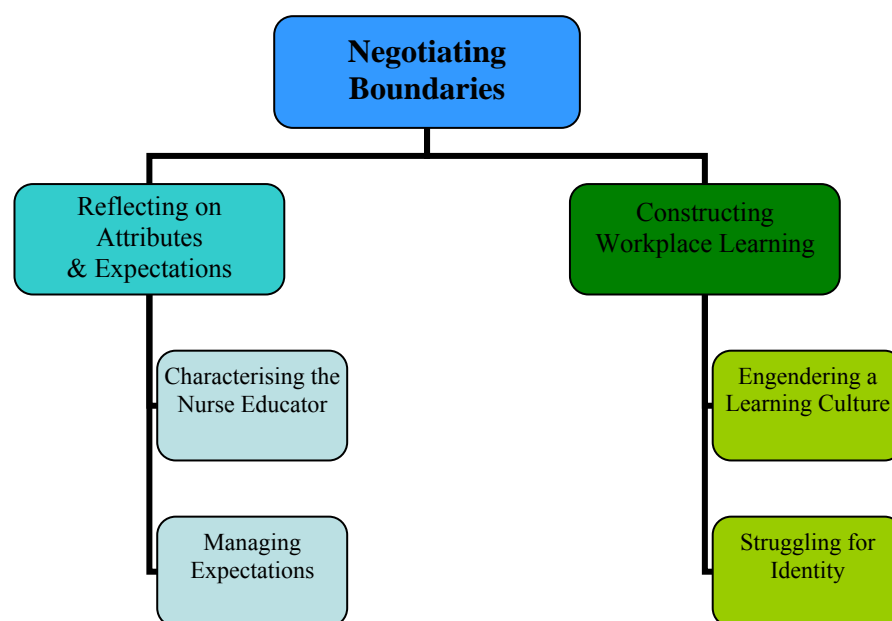 Negotiating
Boundaries
Reflecting on
Attributes
& Expectations
Constructing
Workplace Learning
Characterising the
Nurse Educator
Engendering a
Learning Culture
Managing
Expectations
Struggling for
Identity